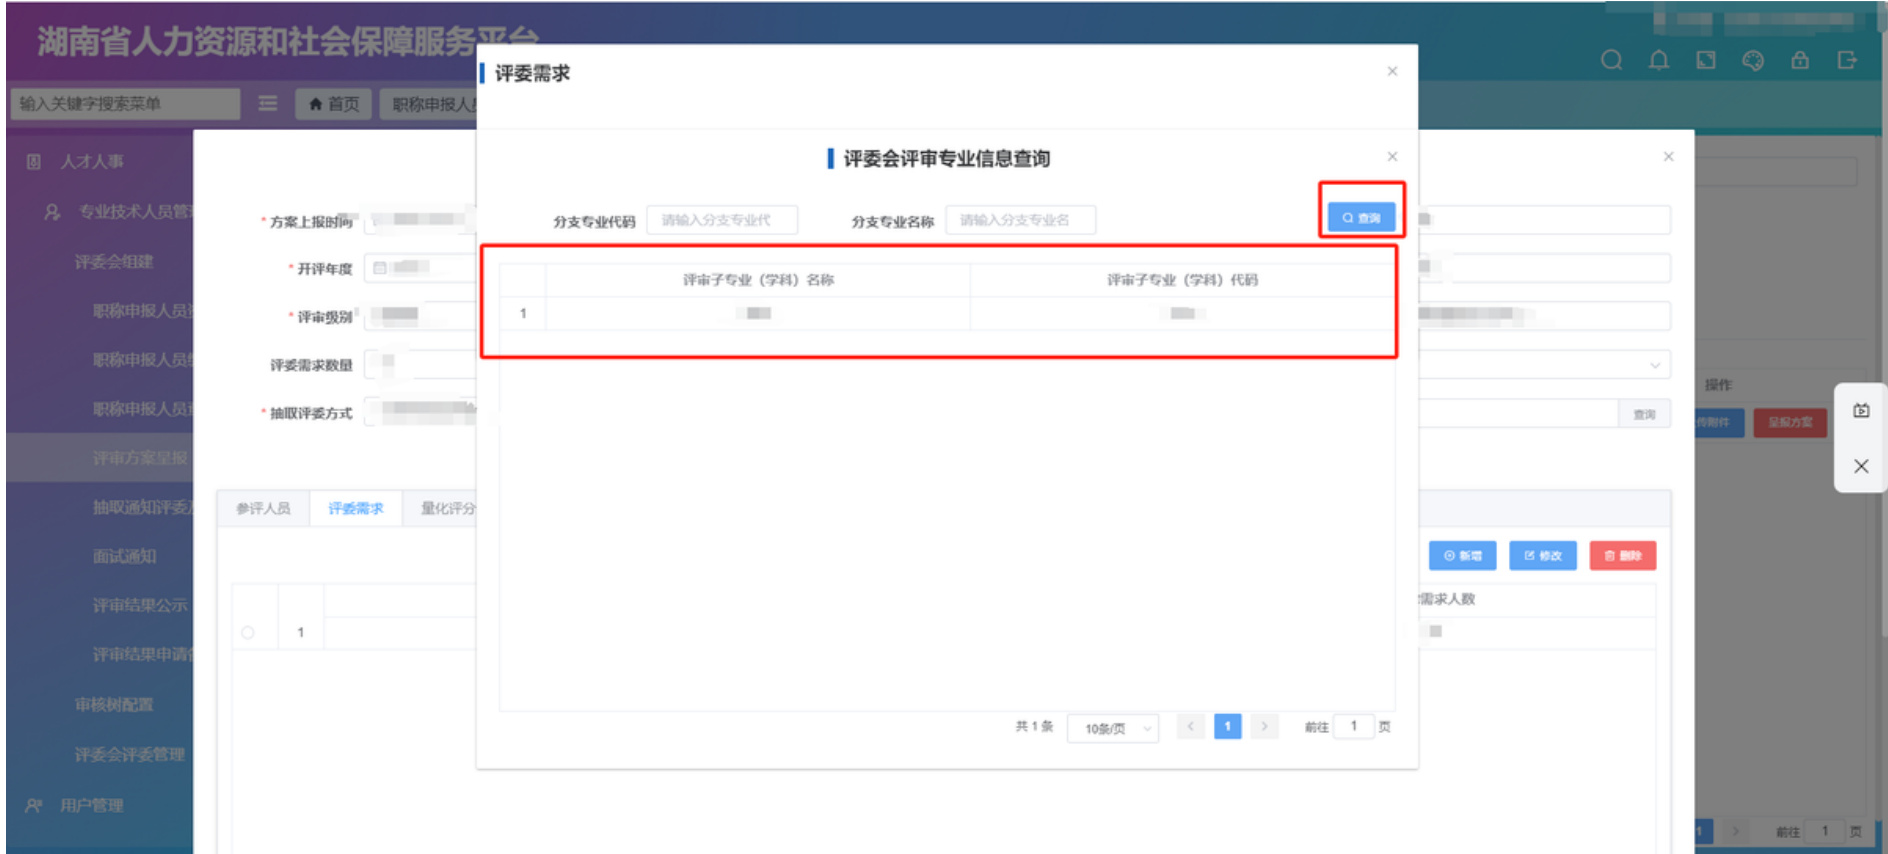 湖南省人力资源和社会保障服务平台
输入关键字搜索菜单
首页
职称申报人员
人才人事
专业技术人员管
评委会组建
职称申报人员
职称申报人员
职称申报人员
评审方案呈报
抽取通知评委
面试通知
评审结果公示
评审结果申请
审核树配置
评委会评委管理
用户管理
评委需求
评委会评审专业信息查询
分支专业代码 请输入分支专业代 分支专业名称 请输入分支专业名 查询
评审子专业（学科）名称 评审子专业（学科）代码
1
共 1 条 10条/页 < 1 > 前往 1 页
* 方案上报时间
* 开评年度
* 评审级别
评委需求数量
* 抽取评委方式
查询
参评人员 评委需求 量化评分
新增 修改 删除
需求人数
1
操作
传附件 呈报方案
1 > 前往 1 页